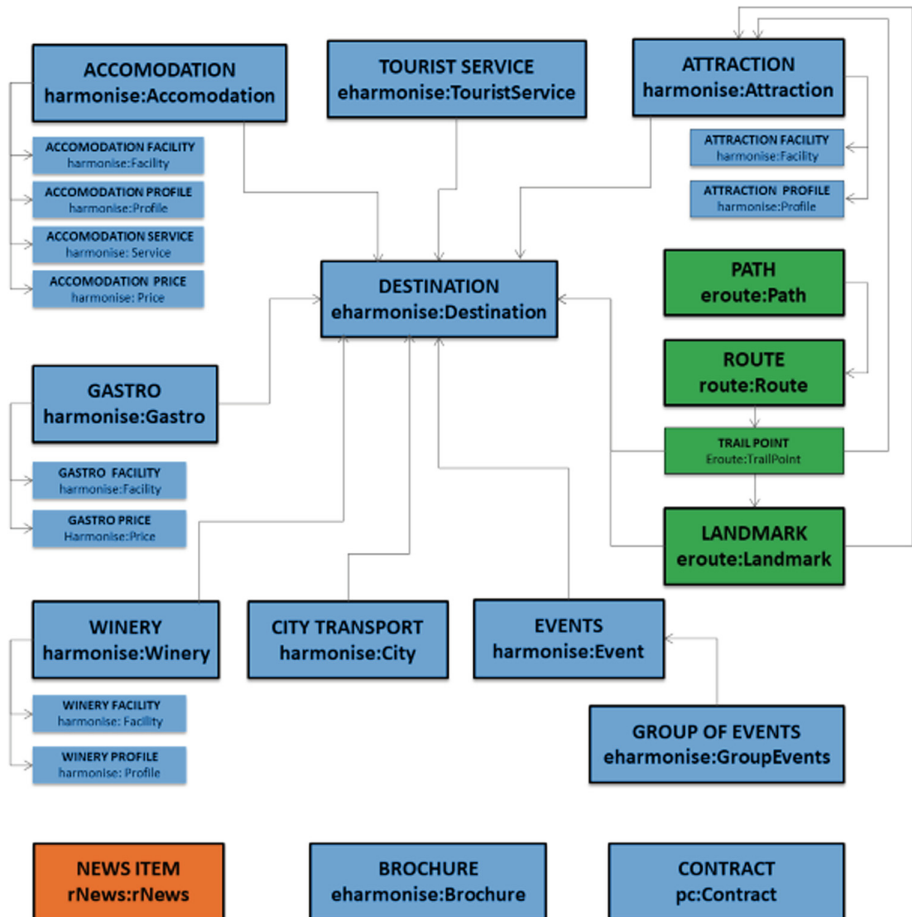 ACCOMODATION
harmonise:Accomodation
TOURIST SERVICE
eharmonise:TouristService
ATTRACTION
harmonise:Attraction
ACCOMODATION FACILITY
harmonise:Facility
ACCOMODATION PROFILE
harmonise:Profile
ACCOMODATION SERVICE
harmonise: Service
ACCOMODATION PRICE
harmonise: Price
ATTRACTION FACILITY
harmonise:Facility
ATTRACTION PROFILE
harmonise:Profile
DESTINATION
eharmonise:Destination
PATH
eroute:Path
ROUTE
route:Route
TRAIL POINT
Eroute:TrailPoint
LANDMARK
eroute:Landmark
GASTRO
harmonise:Gastro
GASTRO FACILITY
harmonise:Facility
GASTRO PRICE
Harmonise:Price
WINERY
harmonise:Winery
CITY TRANSPORT
harmonise:City
EVENTS
harmonise:Event
WINERY FACILITY
harmonise: Facility
WINERY PROFILE
harmonise: Profile
GROUP OF EVENTS
eharmonise:GroupEvents
NEWS ITEM
rNews:rNews
BROCHURE
eharmonise:Brochure
CONTRACT
pc:Contract